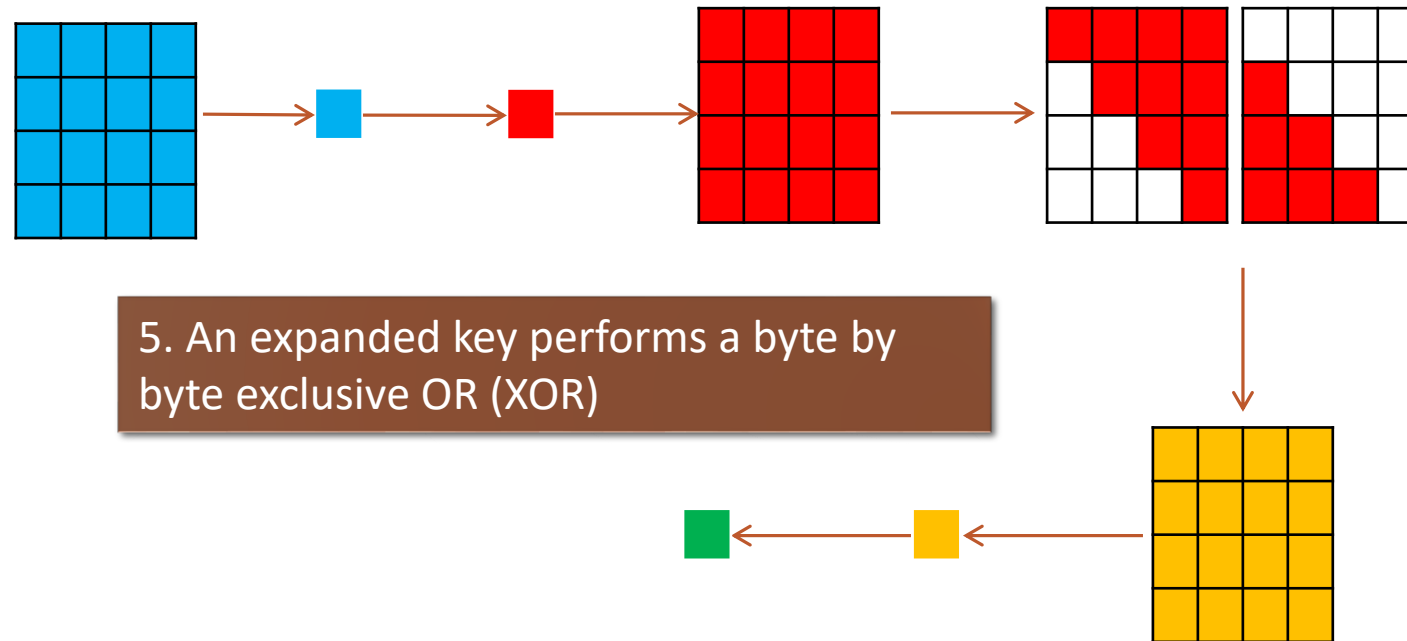 5. An expanded key performs a byte by
byte exclusive OR (XOR)